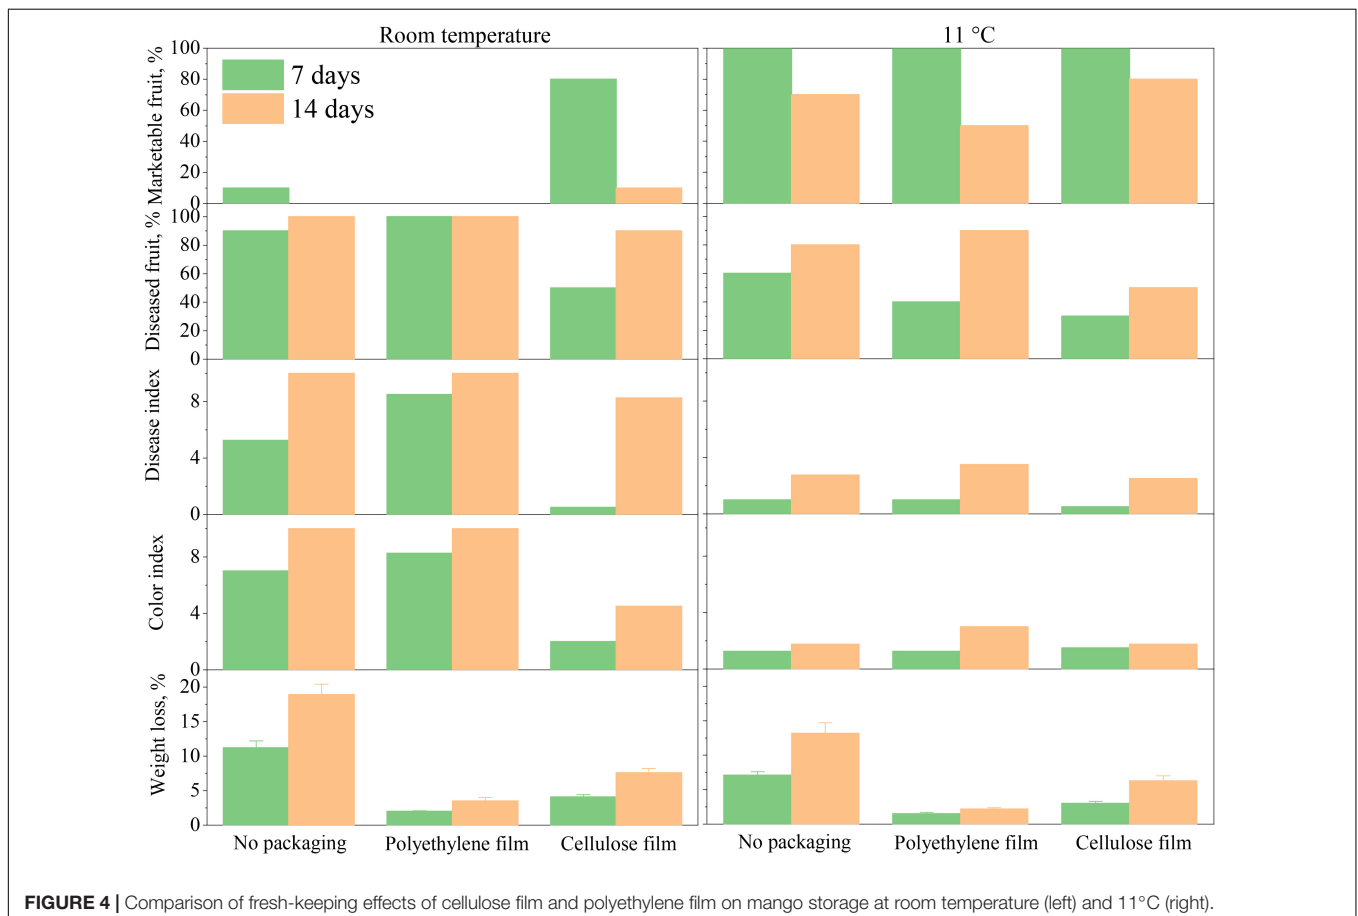 Room temperature
11 °C
7 days
14 days
Marketable fruit, %
100
80
60
40
20
0
Diseased fruit, %
100
80
60
40
20
0
Disease index
8
4
0
Color index
8
4
0
Weight loss, %
20
15
10
5
0
No packaging
Polyethylene film
Cellulose film
No packaging
Polyethylene film
Cellulose film
FIGURE 4 | Comparison of fresh-keeping effects of cellulose film and polyethylene film on mango storage at room temperature (left) and 11°C (right).